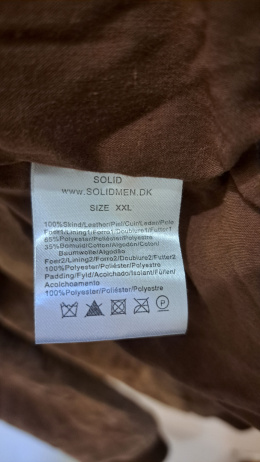 SOLID
www.SOLIDMEN.DK
SIZE XXL
100%Skind/Leather/Piel/Cuir/Leder/Pele
Foer1/Lining1/Forro1/Doublure1/Futter1
65%Polyester/Poliéster/Polyestre
35%Bomuld/Cotton/Algodón/Coton/
Baumwolle/Algodão
Foer2/Lining2/Forro2/Doublure2/Futter2
100%Polyester/Poliéster/Polyestre
Padding/Fyld/Acolchado/Isolant/Füllen/
Acolchoamento
100%Polyester/Poliéster/Polyestre
P